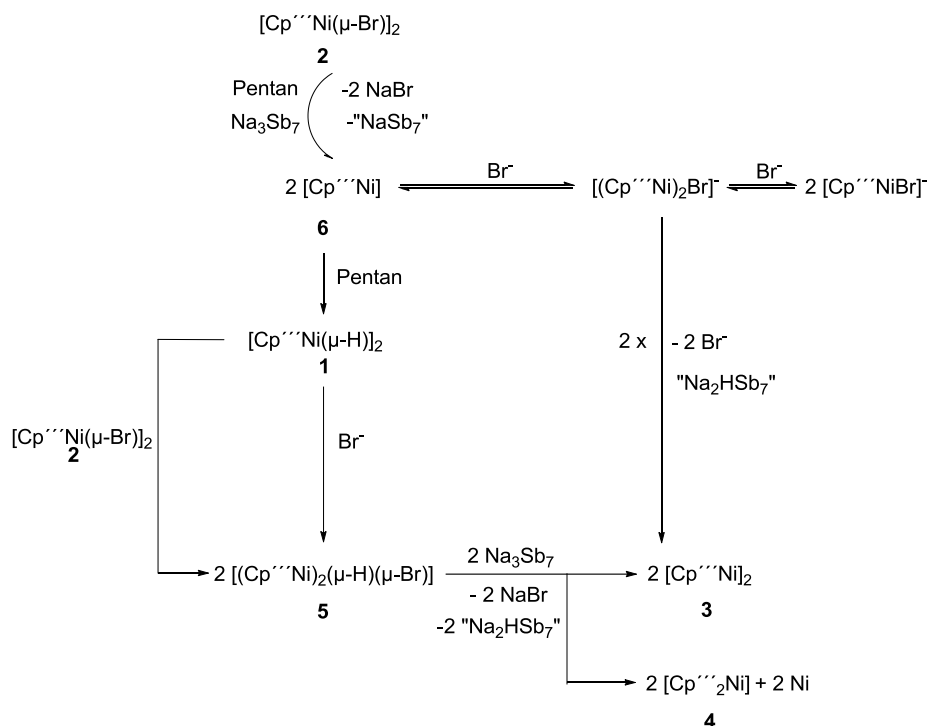 [Cp´´´Ni(µ-Br)]₂
2
Pentan
-2 NaBr
Na₃Sb₇
-"NaSb₇"
2 [Cp´´´Ni]
Br⁻
[(Cp´´´Ni)₂Br]⁻
Br⁻
2 [Cp´´´NiBr]⁻
6
Pentan
[Cp´´´Ni(µ-H)]₂
1
2 x
- 2 Br⁻
"Na₂HSb₇"
[Cp´´´Ni(µ-Br)]₂
2
Br⁻
2 [(Cp´´´Ni)₂(µ-H)(µ-Br)]
5
2 Na₃Sb₇
- 2 NaBr
-2 "Na₂HSb₇"
2 [Cp´´´Ni]₂
3
2 [Cp´´´₂Ni] + 2 Ni
4